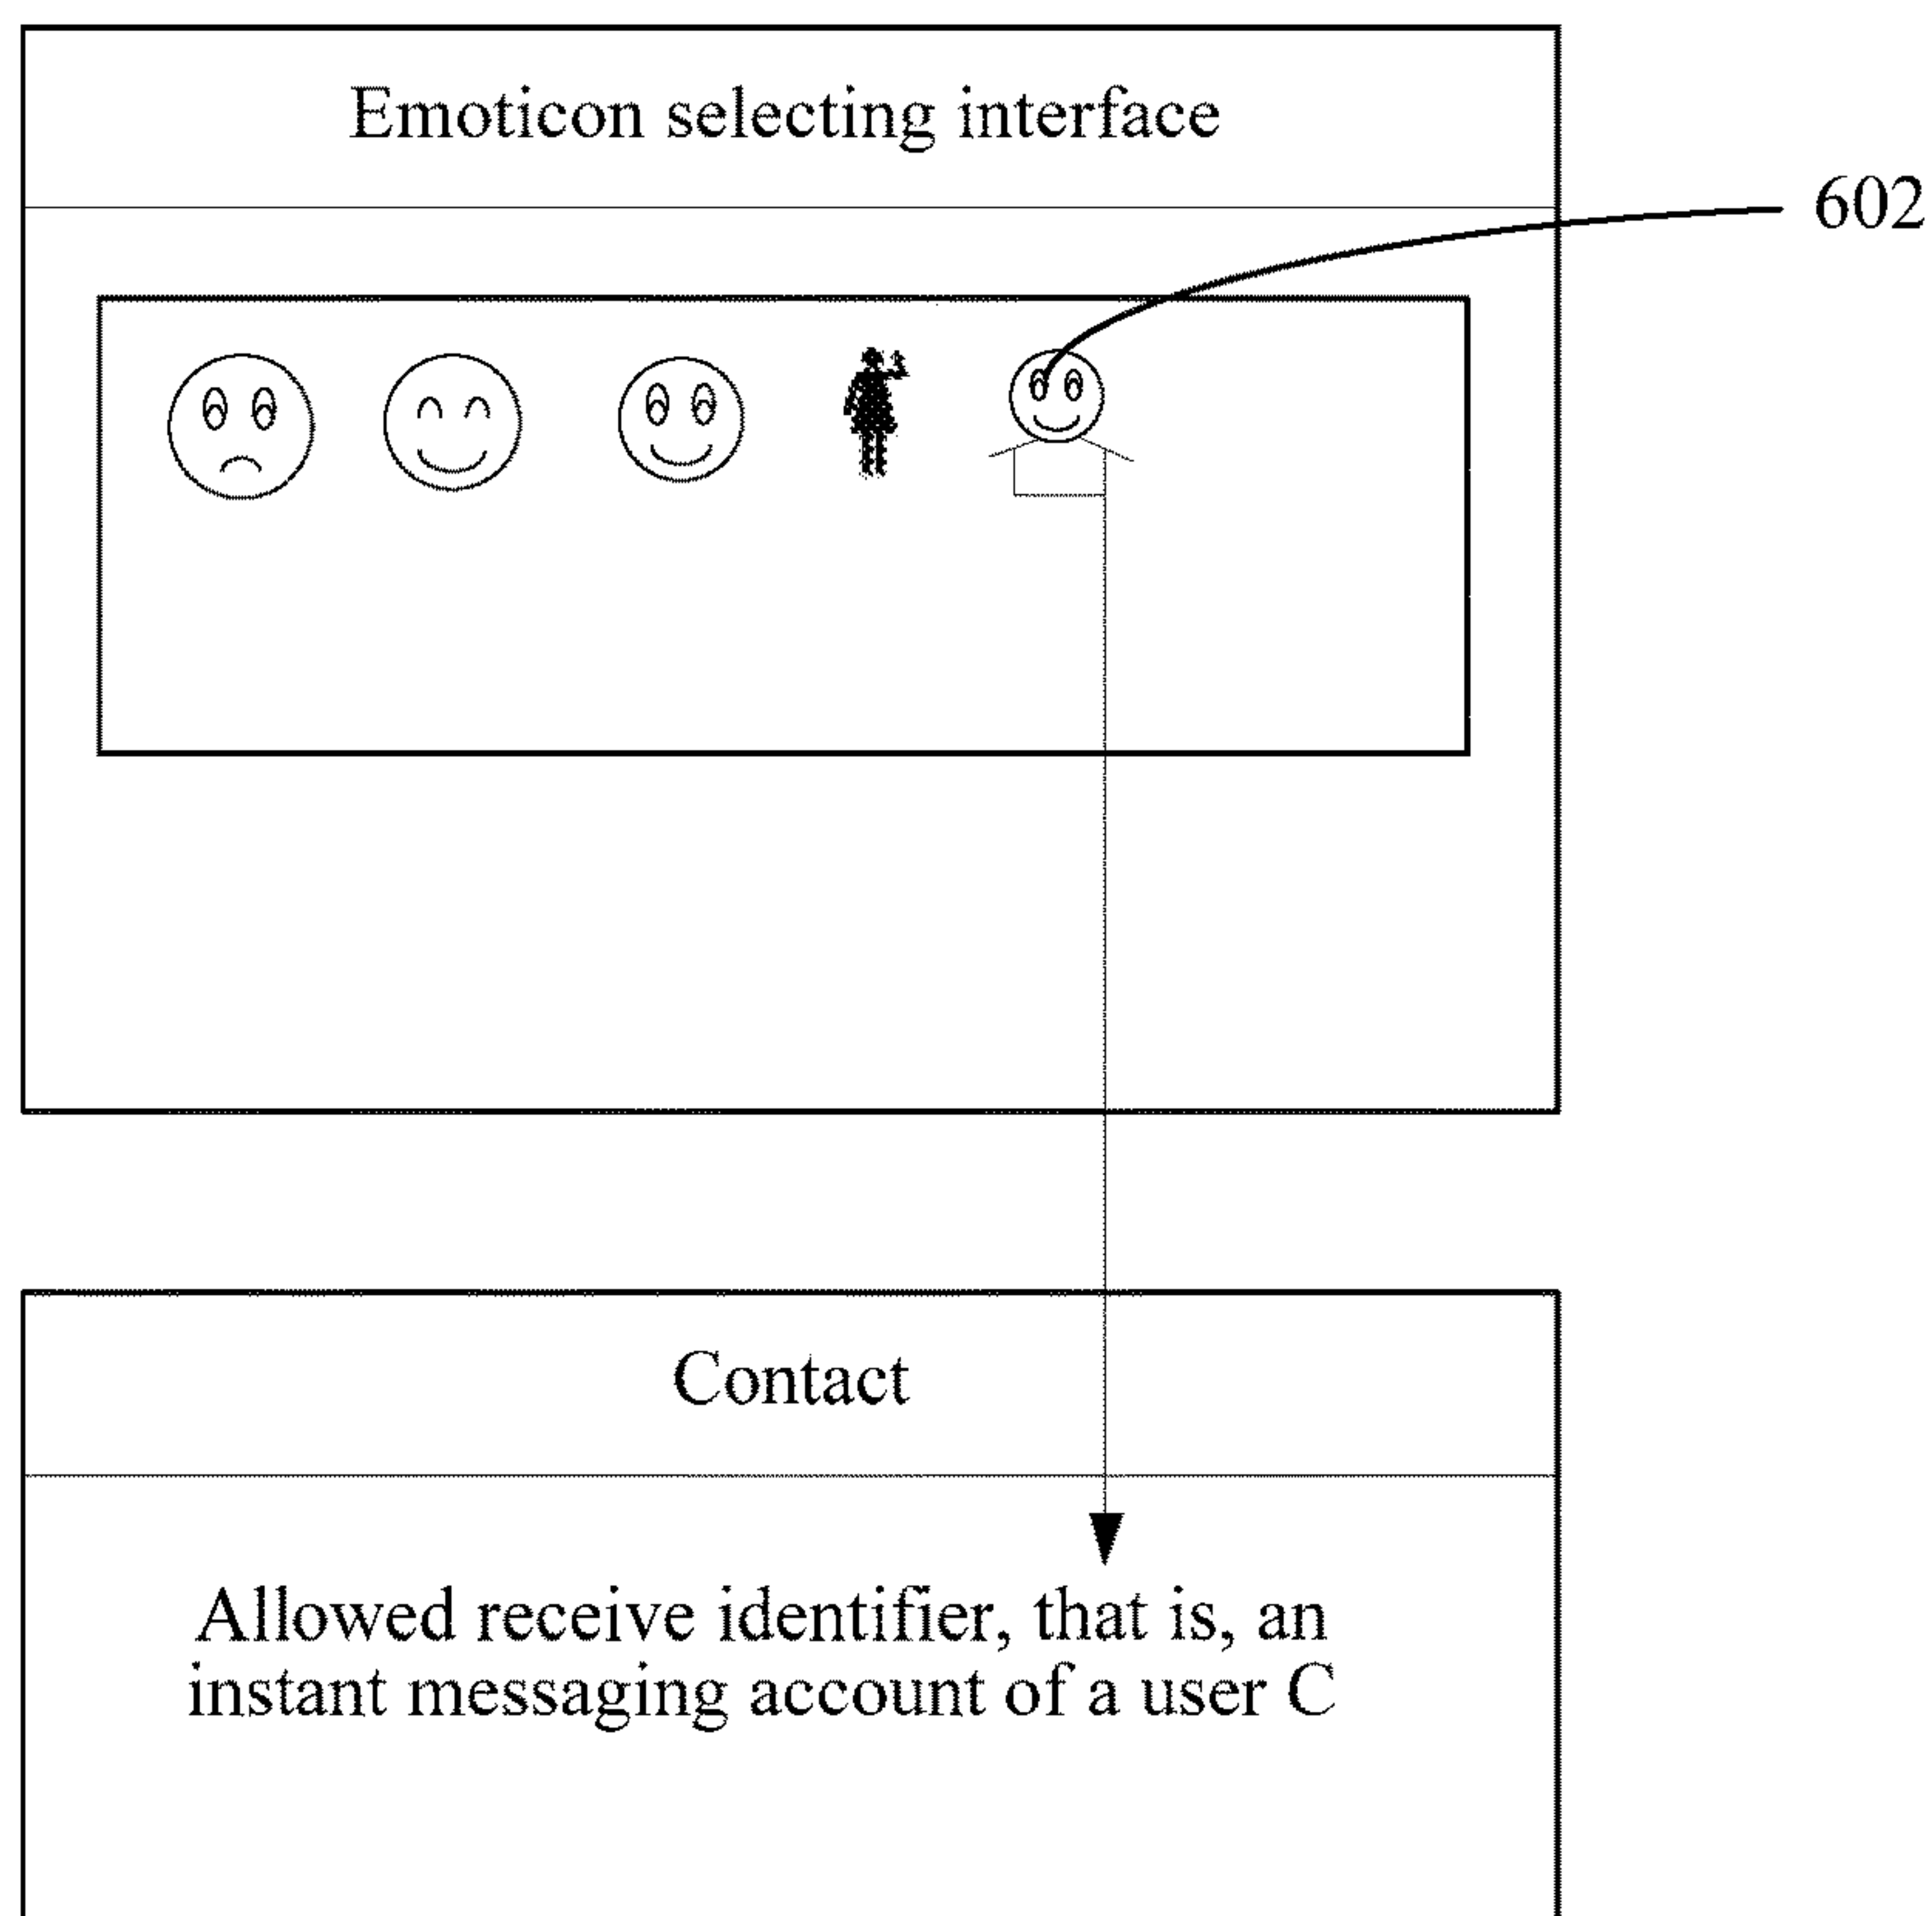 Emoticon selecting interface
602
Contact
Allowed receive identifier, that is, an
instant messaging account of a user C